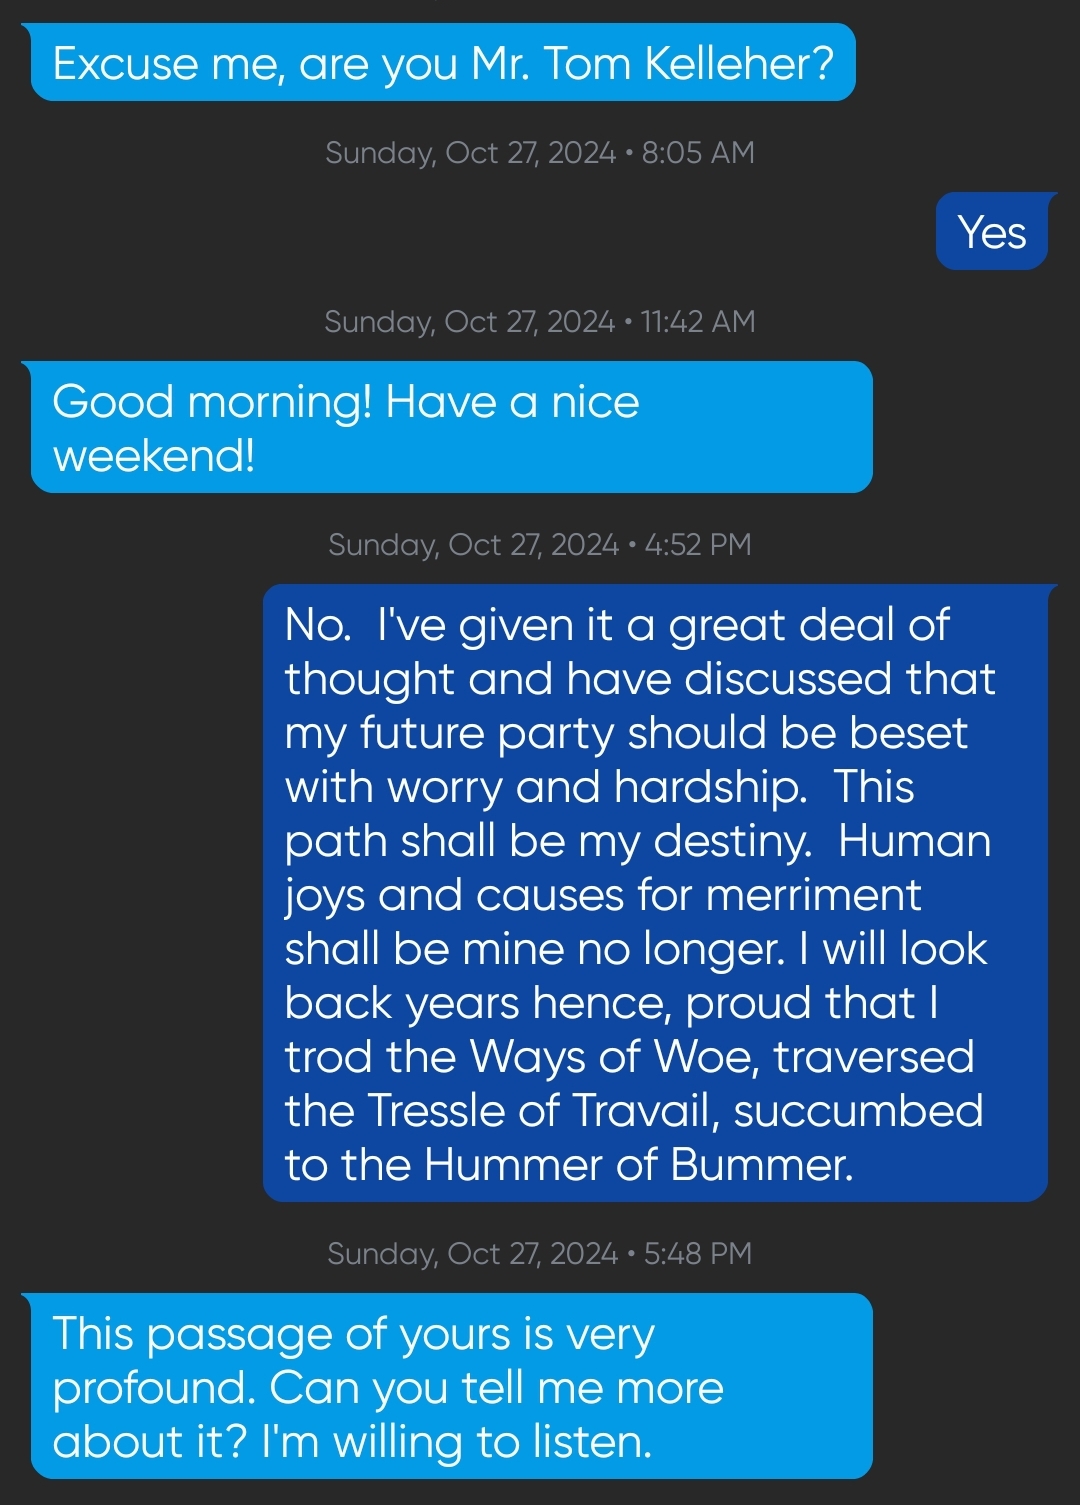 Excuse me, are you Mr. Tom Kelleher?
Sunday, Oct 27, 2024 • 8:05 AM
Yes
Sunday, Oct 27, 2024 • 11:42 AM
Good morning! Have a nice
weekend!
Sunday, Oct 27, 2024 • 4:52 PM
No.  I've given it a great deal of
thought and have discussed that
my future party should be beset
with worry and hardship.  This
path shall be my destiny.  Human
joys and causes for merriment
shall be mine no longer. I will look
back years hence, proud that I
trod the Ways of Woe, traversed
the Tressle of Travail, succumbed
to the Hummer of Bummer.
Sunday, Oct 27, 2024 • 5:48 PM
This passage of yours is very
profound. Can you tell me more
about it? I'm willing to listen.